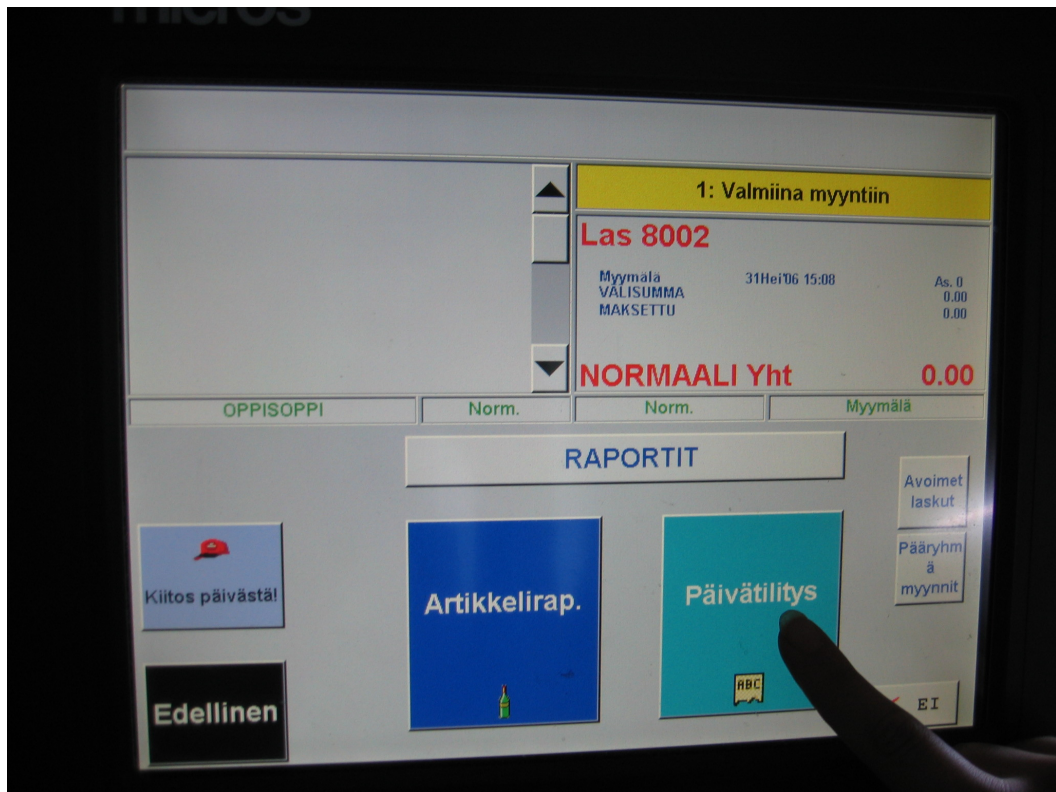 micros
1: Valmiina myyntiin
Las 8002
Myymälä 31Hei'06 15:08 As. 0
VÄLISUMMA 0.00
MAKSETTU 0.00
NORMAALI Yht 0.00
OPPISOPPI Norm. Norm. Myymälä
RAPORTIT
Avoimet
laskut
Kiitos päivästä!
Artikkelirap.
Päivätilitys
ABC
Pääryhm
ä
myynnit
Edellinen
EI